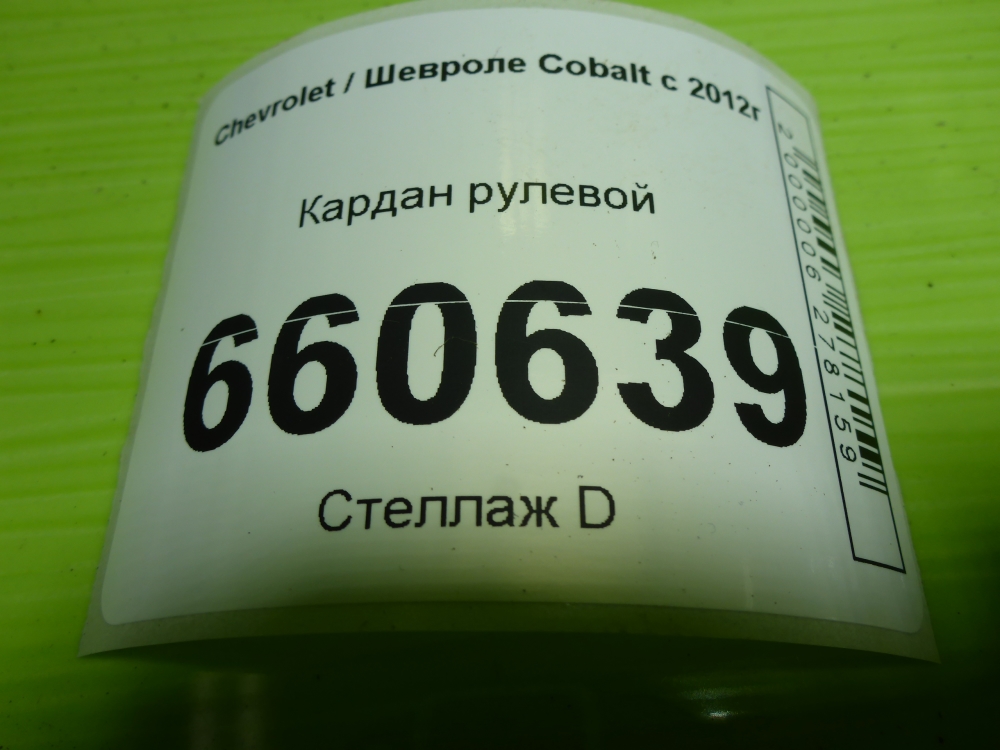 Chevrolet / Шевроле Cobalt с 2012г
Кардан рулевой
660639
Стеллаж D
2000006278159